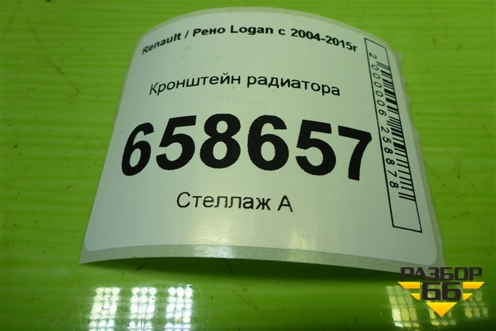 Renault / Рено Logan с 2004-2015г
Кронштейн радиатора
658657
Стеллаж А
2000006258878
РАЗБОР
66